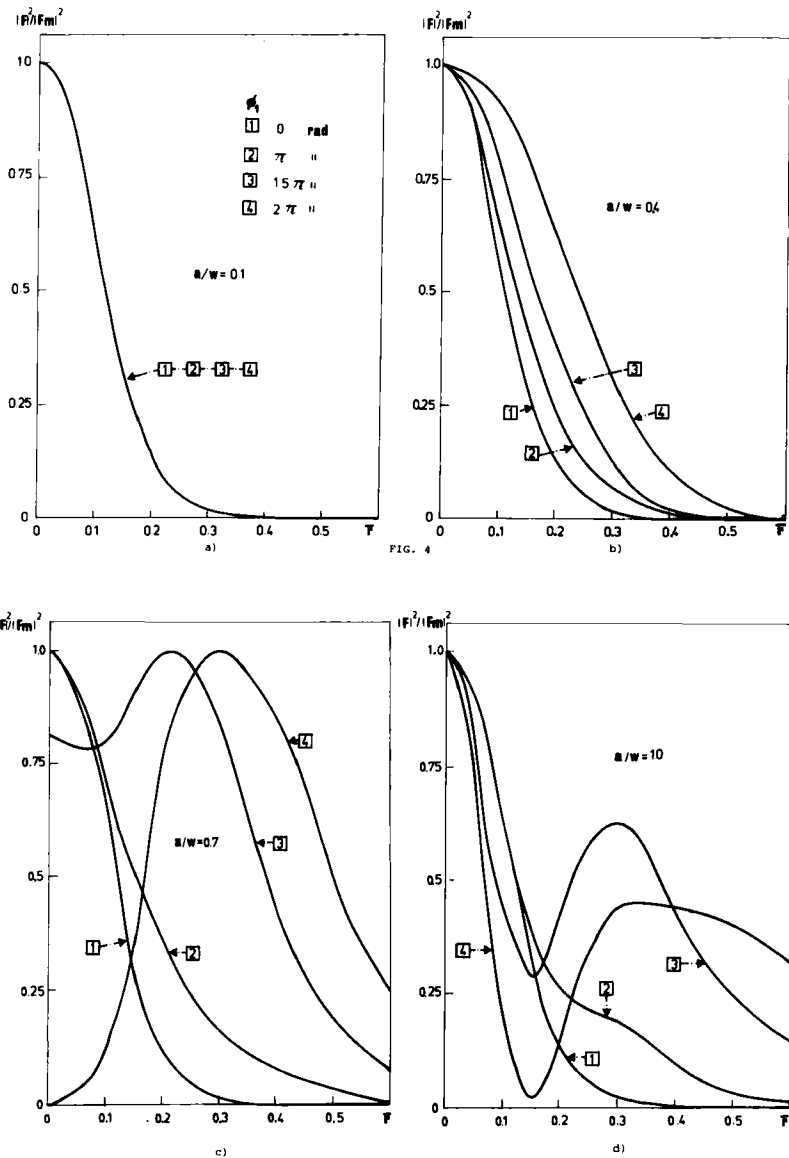 |F|²/|Fm|²
1.0
0.75
0.5
0.25
0
0 0.1 0.2 0.3 0.4 0.5 r̅
ϕ₁
1 0 rad
2 π "
3 1.5 π "
4 2 π "
a/w = 0.1
1 2 3 4
a)
|F|²/|Fm|²
1.0
0.75
0.5
0.25
0
0 0.1 0.2 0.3 0.4 0.5 r̅
a/w = 0.4
3
1
4
2
b)
FIG. 4
|F|²/|Fm|²
1.0
0.75
0.5
0.25
0
0 0.1 0.2 0.3 0.4 0.5 r̅
4
a/w=0.7
3
1
2
c)
|F|²/|Fm|²
1.0
0.75
0.5
0.25
0
0 0.1 0.2 0.3 0.4 0.5 r̅
a/w = 1.0
4
3
2
1
d)